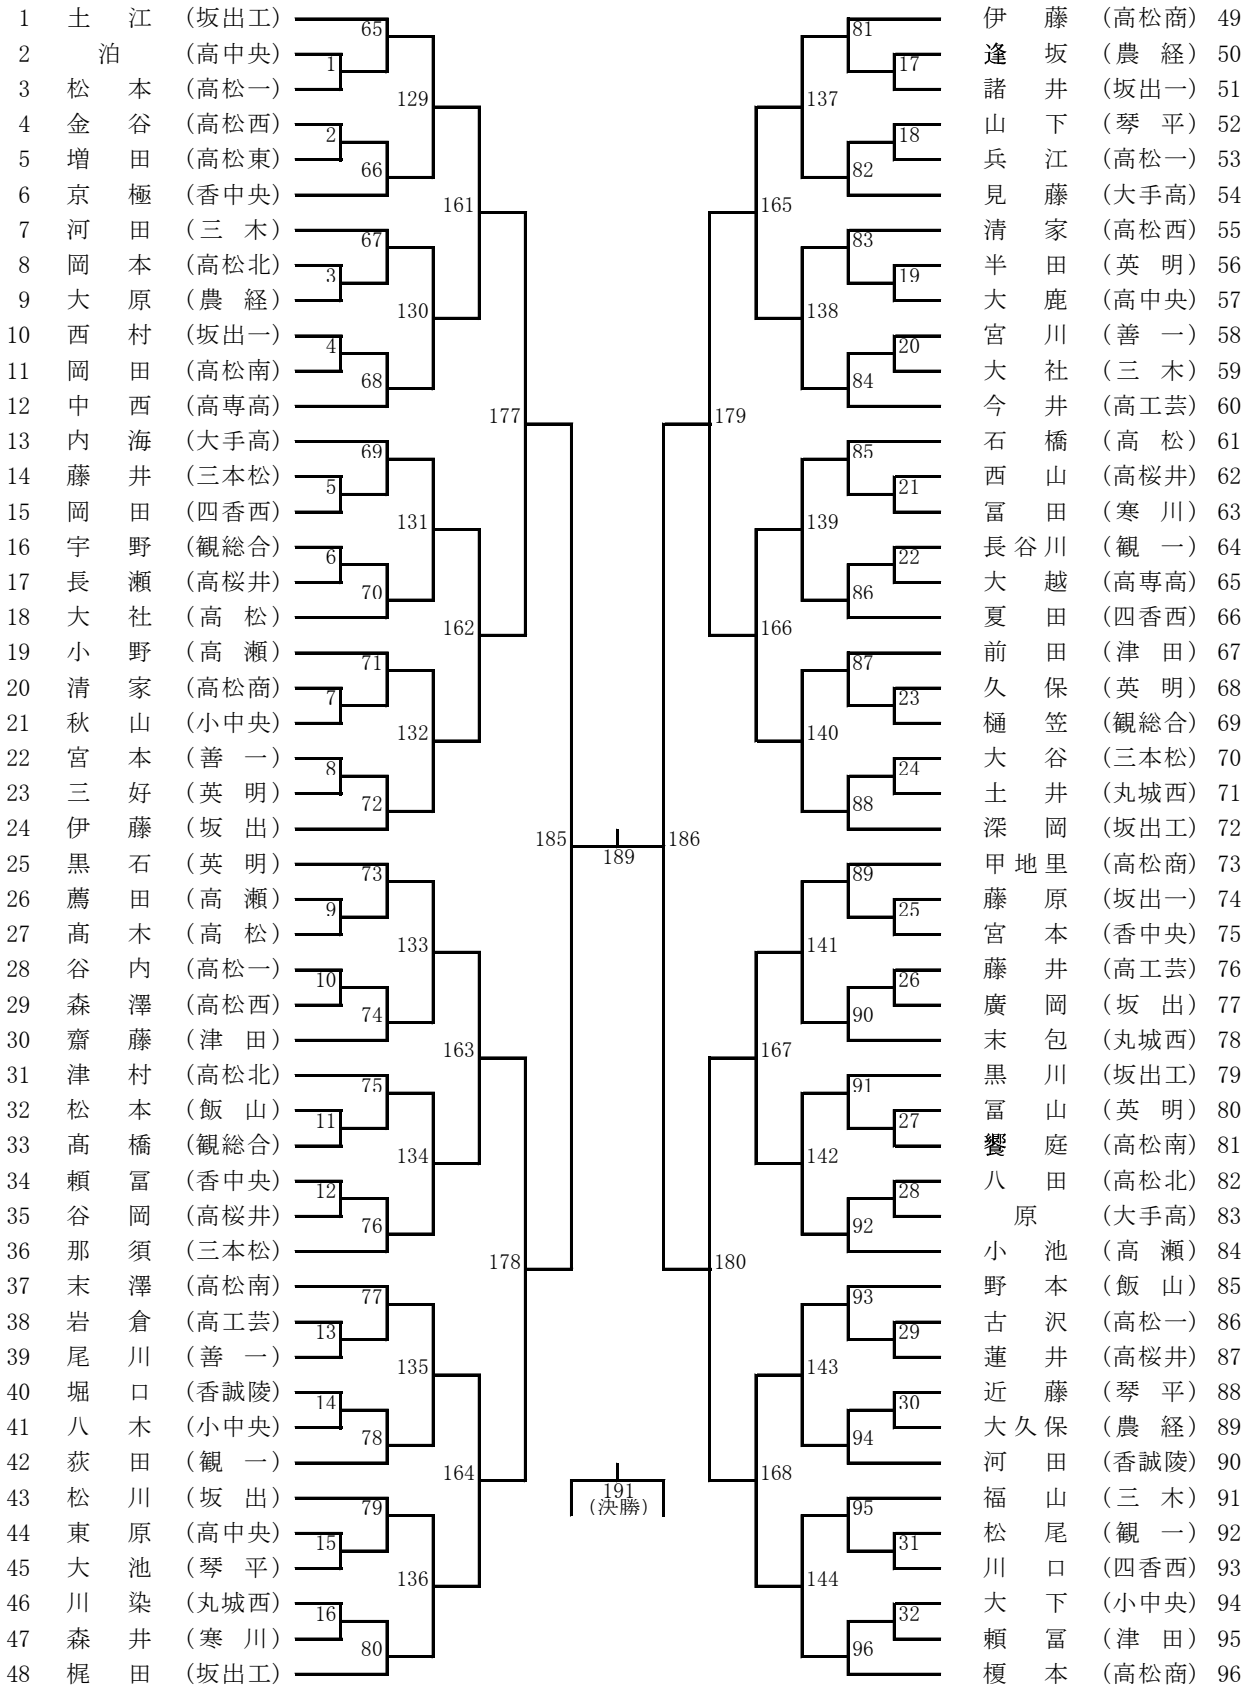 1 土 江 (坂出工)
2 泊 (高中央)
3 松 本 (高松一)
4 金 谷 (高松西)
5 増 田 (高松東)
6 京 極 (香中央)
7 河 田 (三 木)
8 岡 本 (高松北)
9 大 原 (農 経)
10 西 村 (坂出一)
11 岡 田 (高松南)
12 中 西 (高専高)
13 内 海 (大手高)
14 藤 井 (三本松)
15 岡 田 (四香西)
16 宇 野 (観総合)
17 長 瀬 (高桜井)
18 大 社 (高 松)
19 小 野 (高 瀬)
20 清 家 (高松商)
21 秋 山 (小中央)
22 宮 本 (善 一)
23 三 好 (英 明)
24 伊 藤 (坂 出)
25 黒 石 (英 明)
26 薦 田 (高 瀬)
27 髙 木 (高 松)
28 谷 内 (高松一)
29 森 澤 (高松西)
30 齋 藤 (津 田)
31 津 村 (高松北)
32 松 本 (飯 山)
33 髙 橋 (観総合)
34 頼 冨 (香中央)
35 谷 岡 (高桜井)
36 那 須 (三本松)
37 末 澤 (高松南)
38 岩 倉 (高工芸)
39 尾 川 (善 一)
40 堀 口 (香誠陵)
41 八 木 (小中央)
42 荻 田 (観 一)
43 松 川 (坂 出)
44 東 原 (高中央)
45 大 池 (琴 平)
46 川 染 (丸城西)
47 森 井 (寒 川)
48 梶 田 (坂出工)
65
1
129
2
66
161
67
3
130
4
68
177
69
5
131
6
70
162
71
7
132
8
72
185
73
9
133
10
74
163
75
11
134
12
76
178
77
13
135
14
78
164
79
15
136
16
80
189
191
(決勝)
81
17
137
18
82
165
83
19
138
20
84
179
85
21
139
22
86
166
87
23
140
24
88
186
89
25
141
26
90
167
91
27
142
28
92
180
93
29
143
30
94
168
95
31
144
32
96
伊 藤 (高松商) 49
逢 坂 (農 経) 50
諸 井 (坂出一) 51
山 下 (琴 平) 52
兵 江 (高松一) 53
見 藤 (大手高) 54
清 家 (高松西) 55
半 田 (英 明) 56
大 鹿 (高中央) 57
宮 川 (善 一) 58
大 社 (三 木) 59
今 井 (高工芸) 60
石 橋 (高 松) 61
西 山 (高桜井) 62
冨 田 (寒 川) 63
長谷川 (観 一) 64
大 越 (高専高) 65
夏 田 (四香西) 66
前 田 (津 田) 67
久 保 (英 明) 68
樋 笠 (観総合) 69
大 谷 (三本松) 70
土 井 (丸城西) 71
深 岡 (坂出工) 72
甲地里 (高松商) 73
藤 原 (坂出一) 74
宮 本 (香中央) 75
藤 井 (高工芸) 76
廣 岡 (坂 出) 77
末 包 (丸城西) 78
黒 川 (坂出工) 79
冨 山 (英 明) 80
饗 庭 (高松南) 81
八 田 (高松北) 82
原 (大手高) 83
小 池 (高 瀬) 84
野 本 (飯 山) 85
古 沢 (高松一) 86
蓮 井 (高桜井) 87
近 藤 (琴 平) 88
大久保 (農 経) 89
河 田 (香誠陵) 90
福 山 (三 木) 91
松 尾 (観 一) 92
川 口 (四香西) 93
大 下 (小中央) 94
頼 冨 (津 田) 95
榎 本 (高松商) 96